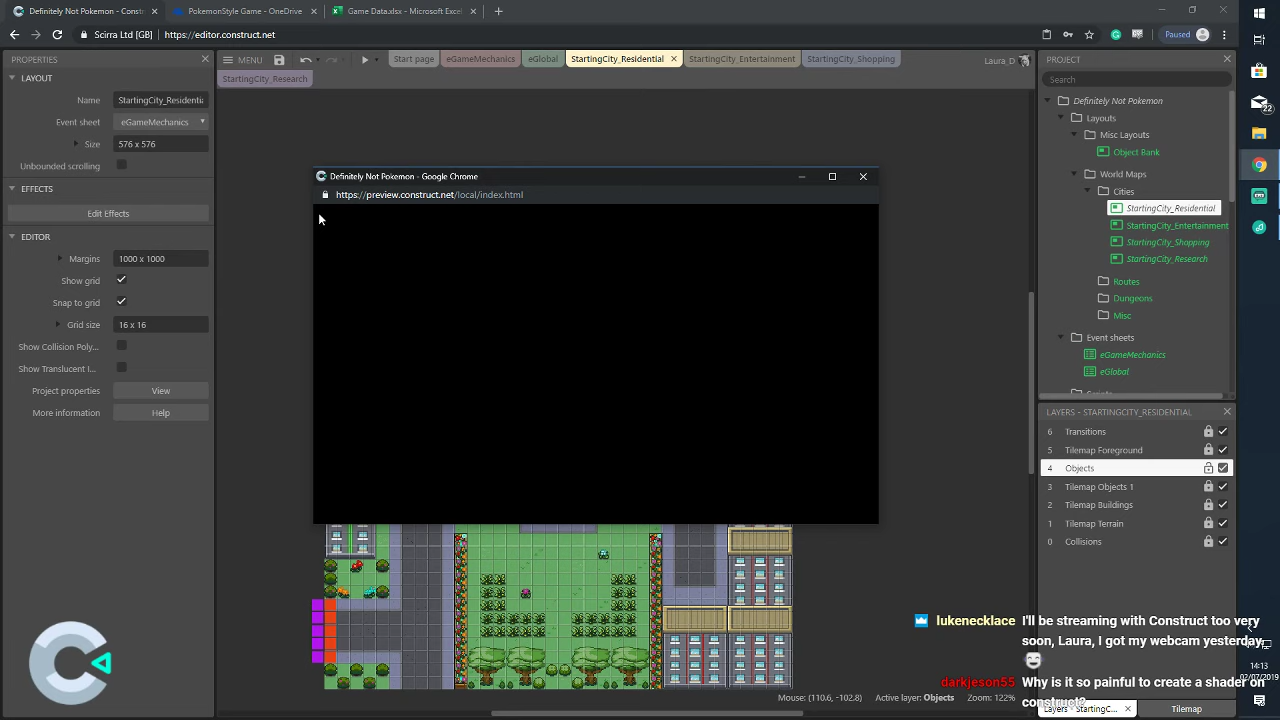 Definitely Not Pokemon - Constr
PokemonStyle Game - OneDrive
Game Data.xlsx - Microsoft Excel
Scirra Ltd [GB] | https://editor.construct.net
Paused
PROPERTIES
LAYOUT
Name StartingCity_Residentia
Event sheet eGameMechanics
Size 576 x 576
Unbounded scrolling
EFFECTS
Edit Effects
EDITOR
Margins 1000 x 1000
Show grid
Snap to grid
Grid size 16 x 16
Show Collision Poly...
Show Translucent I...
Project properties View
More information Help
MENU
Start page
eGameMechanics
eGlobal
StartingCity_Residential
StartingCity_Entertainment
StartingCity_Shopping
StartingCity_Research
Laura_D
Definitely Not Pokemon - Google Chrome
https://preview.construct.net/local/index.html
PROJECT
Search
Definitely Not Pokemon
Layouts
Misc Layouts
Object Bank
World Maps
Cities
StartingCity_Residential
StartingCity_Entertainment
StartingCity_Shopping
StartingCity_Research
Routes
Dungeons
Misc
Event sheets
eGameMechanics
eGlobal
Scripts
LAYERS - STARTINGCITY_RESIDENTIAL
6 Transitions
5 Tilemap Foreground
4 Objects
3 Tilemap Objects 1
2 Tilemap Buildings
1 Tilemap Terrain
0 Collisions
lukenecklace I'll be streaming with Construct too very
soon, Laura, I got my webcam yesterday
darkjeson55 Why is it so painful to create a shader on
construct?
Mouse: (110.6, -102.8) Active layer: Objects Zoom: 122%
Layers - StartingC...
Tilemap
22
14:13
/07/2019